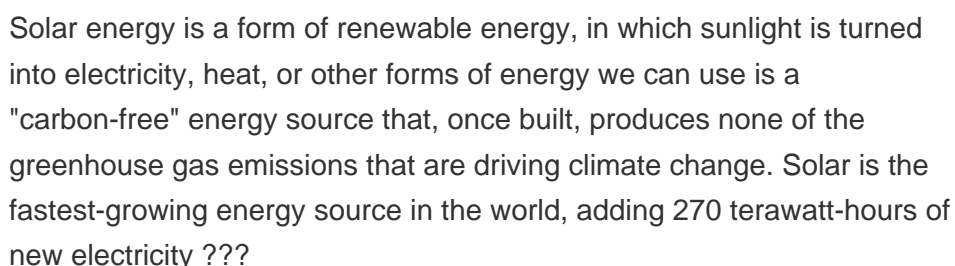 Solar energy is a form of renewable energy, in which sunlight is turned
into electricity, heat, or other forms of energy we can use is a
"carbon-free" energy source that, once built, produces none of the
greenhouse gas emissions that are driving climate change. Solar is the
fastest-growing energy source in the world, adding 270 terawatt-hours of
new electricity ???